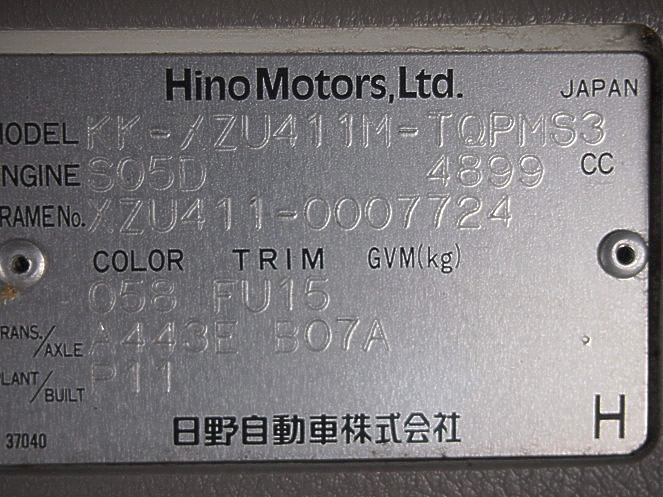 Hino Motors, Ltd. JAPAN
MODEL KK-XZU411M-TQPMS3
ENGINE S05D 4899 CC
FRAME No. XZU411-0007724
COLOR TRIM GVM(kg)
058 FU15
TRANS./AXLE A443E B07A
PLANT/BUILT P11
37040 日野自動車株式会社 H